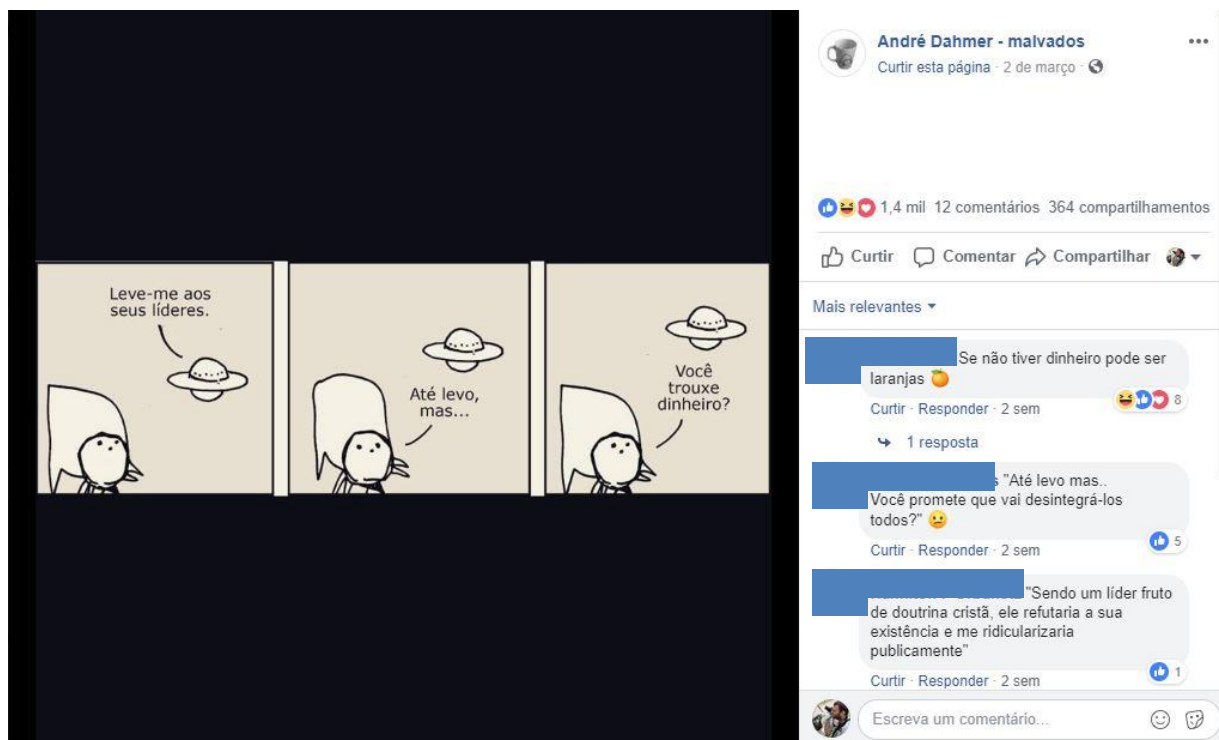 Leve-me aos
seus líderes.
Até levo,
mas...
Você
trouxe
dinheiro?
André Dahmer - malvados
Curtir esta página · 2 de março ·
1,4 mil 12 comentários 364 compartilhamentos
Curtir Comentar Compartilhar
Mais relevantes
Se não tiver dinheiro pode ser
laranjas 🍊
8
Curtir · Responder · 2 sem
1 resposta
"Até levo mas..
Você promete que vai desintegrá-los
todos?" 😕
5
Curtir · Responder · 2 sem
"Sendo um líder fruto
de doutrina cristã, ele refutaria a sua
existência e me ridicularizaria
publicamente"
1
Curtir · Responder · 2 sem
Escreva um comentário...